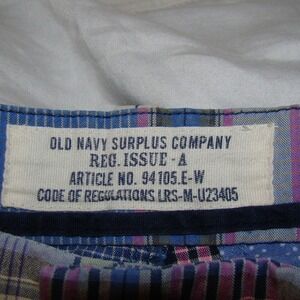 OLD NAVY SURPLUS COMPANY
REG. ISSUE - A
ARTICLE NO. 94105.E-W
CODE OF REGULATIONS LRS-M-U23405